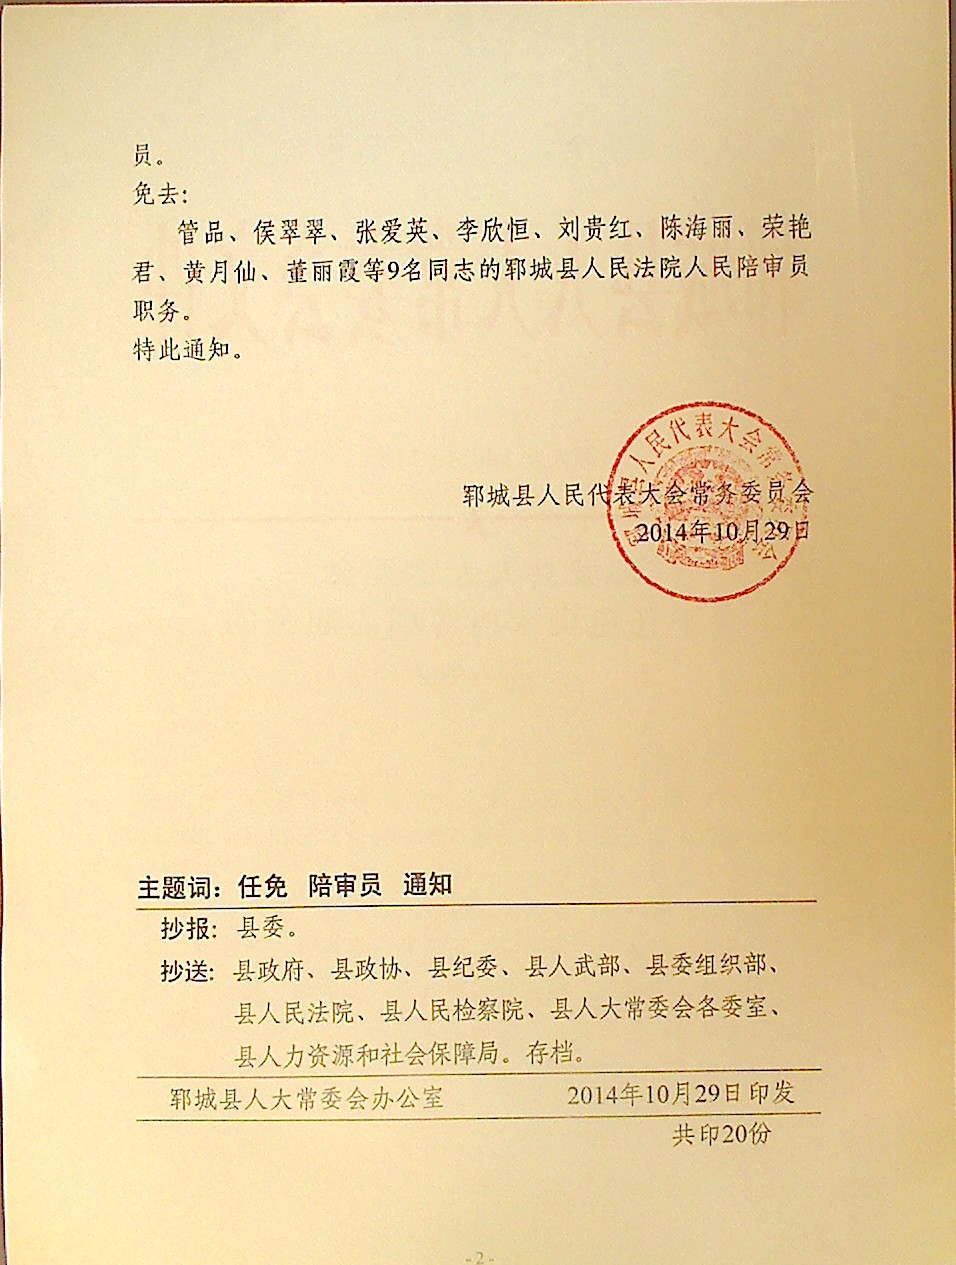 员。
免去:
管品、侯翠翠、张爱英、李欣恒、刘贵红、陈海丽、荣艳
君、黄月仙、董丽霞等9名同志的郓城县人民法院人民陪审员
职务。
特此通知。
郓城县人民代表大会常务委员会
2014年10月29日
主题词：任免 陪审员 通知
抄报: 县委。
抄送: 县政府、县政协、县纪委、县人武部、县委组织部、
县人民法院、县人民检察院、县人大常委会各委室、
县人力资源和社会保障局。存档。
郓城县人大常委会办公室 2014年10月29日印发
共印20份
- 2 -